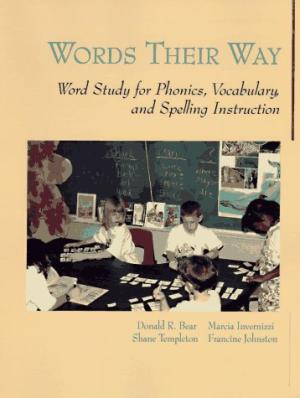 WORDS THEIR WAY
Word Study for Phonics, Vocabulary,
and Spelling Instruction
Donald R. Bear Marcia Invernizzi
Shane Templeton Francine Johnston